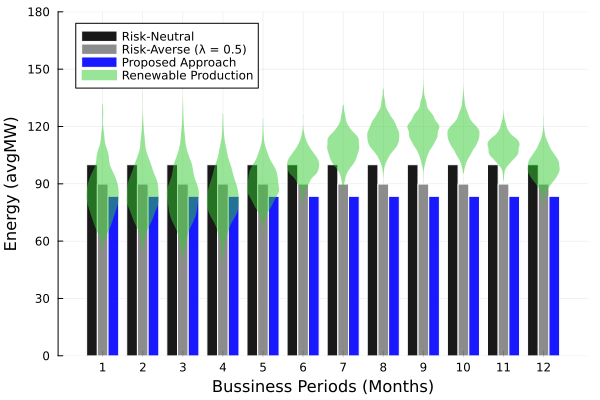 180
150
120
90
60
30
0
Energy (avgMW)
Risk-Neutral
Risk-Averse (λ = 0.5)
Proposed Approach
Renewable Production
1 2 3 4 5 6 7 8 9 10 11 12
Bussiness Periods (Months)